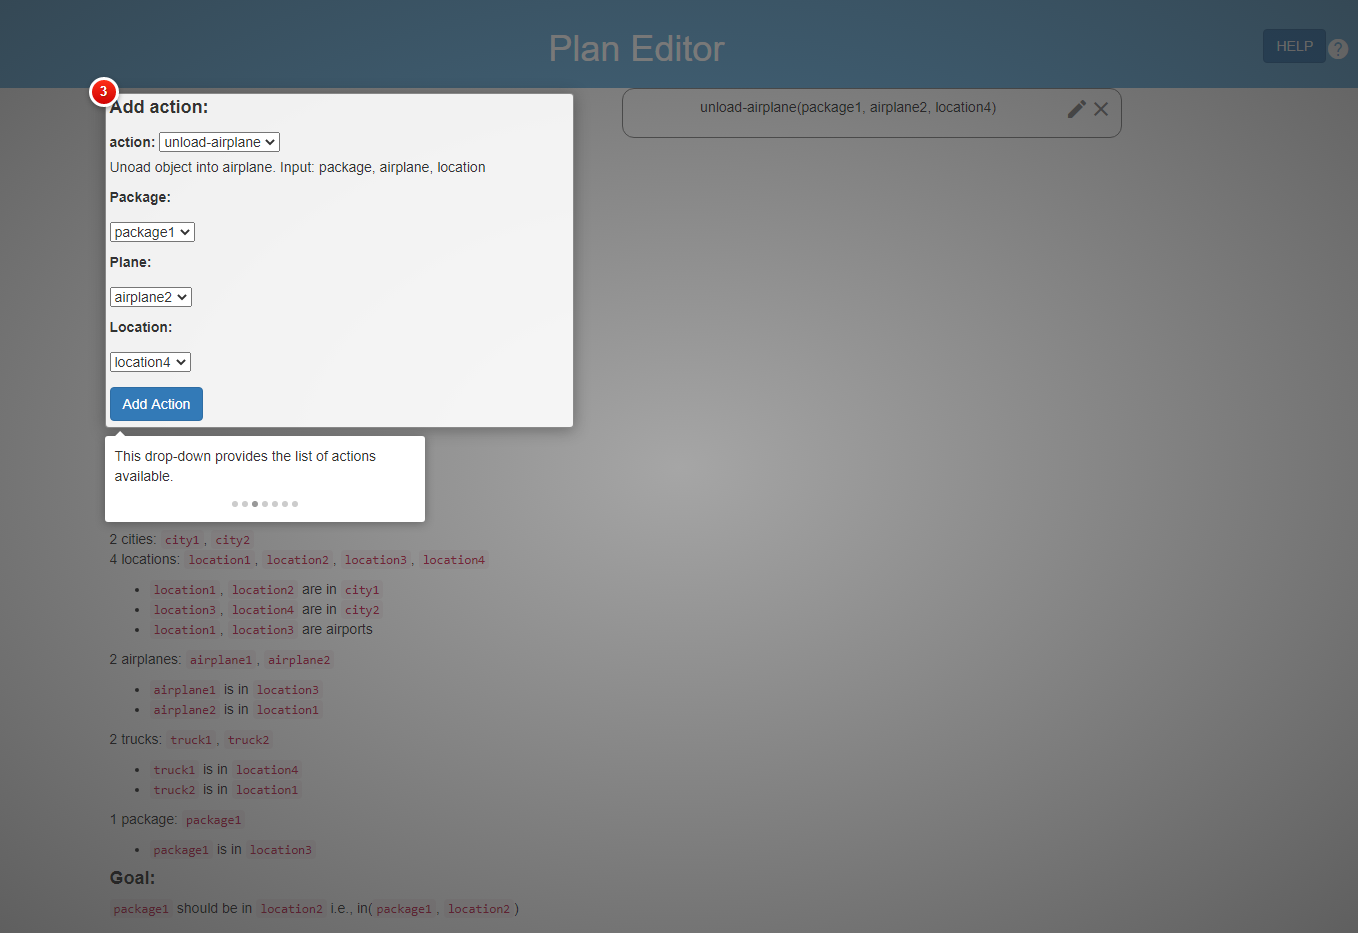 Plan Editor
HELP
?
3
Add action:
action: unload-airplane
Unoad object into airplane. Input: package, airplane, location
Package:
package1
Plane:
airplane2
Location:
location4
Add Action
unload-airplane(package1, airplane2, location4)
This drop-down provides the list of actions
available.
2 cities: city1, city2
4 locations: location1, location2, location3, location4
location1, location2 are in city1
location3, location4 are in city2
location1, location3 are airports
2 airplanes: airplane1, airplane2
airplane1 is in location3
airplane2 is in location1
2 trucks: truck1, truck2
truck1 is in location4
truck2 is in location1
1 package: package1
package1 is in location3
Goal:
package1 should be in location2 i.e., in( package1, location2 )